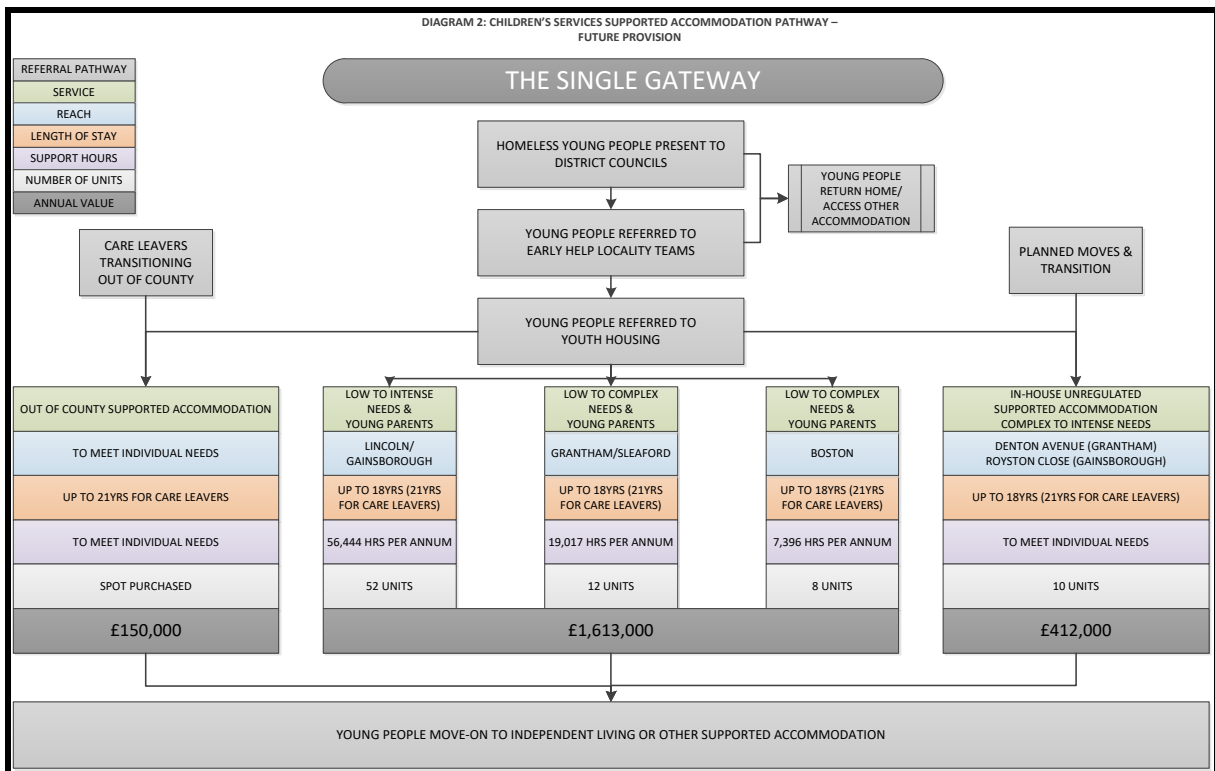 DIAGRAM 2: CHILDREN'S SERVICES SUPPORTED ACCOMMODATION PATHWAY –
FUTURE PROVISION
REFERRAL PATHWAY
SERVICE
REACH
LENGTH OF STAY
SUPPORT HOURS
NUMBER OF UNITS
ANNUAL VALUE
THE SINGLE GATEWAY
HOMELESS YOUNG PEOPLE PRESENT TO
DISTRICT COUNCILS
YOUNG PEOPLE
RETURN HOME/
ACCESS OTHER
ACCOMMODATION
YOUNG PEOPLE REFERRED TO
EARLY HELP LOCALITY TEAMS
CARE LEAVERS
TRANSITIONING
OUT OF COUNTY
PLANNED MOVES &
TRANSITION
YOUNG PEOPLE REFERRED TO
YOUTH HOUSING
OUT OF COUNTY SUPPORTED ACCOMMODATION
TO MEET INDIVIDUAL NEEDS
UP TO 21YRS FOR CARE LEAVERS
TO MEET INDIVIDUAL NEEDS
SPOT PURCHASED
£150,000
LOW TO INTENSE
NEEDS &
YOUNG PARENTS
LINCOLN/
GAINSBOROUGH
UP TO 18YRS (21YRS
FOR CARE LEAVERS)
56,444 HRS PER ANNUM
52 UNITS
LOW TO COMPLEX
NEEDS &
YOUNG PARENTS
GRANTHAM/SLEAFORD
UP TO 18YRS (21YRS
FOR CARE LEAVERS)
19,017 HRS PER ANNUM
12 UNITS
LOW TO COMPLEX
NEEDS &
YOUNG PARENTS
BOSTON
UP TO 18YRS (21YRS
FOR CARE LEAVERS)
7,396 HRS PER ANNUM
8 UNITS
£1,613,000
IN-HOUSE UNREGULATED
SUPPORTED ACCOMMODATION
COMPLEX TO INTENSE NEEDS
DENTON AVENUE (GRANTHAM)
ROYSTON CLOSE (GAINSBOROUGH)
UP TO 18YRS (21YRS FOR CARE LEAVERS)
TO MEET INDIVIDUAL NEEDS
10 UNITS
£412,000
YOUNG PEOPLE MOVE-ON TO INDEPENDENT LIVING OR OTHER SUPPORTED ACCOMMODATION